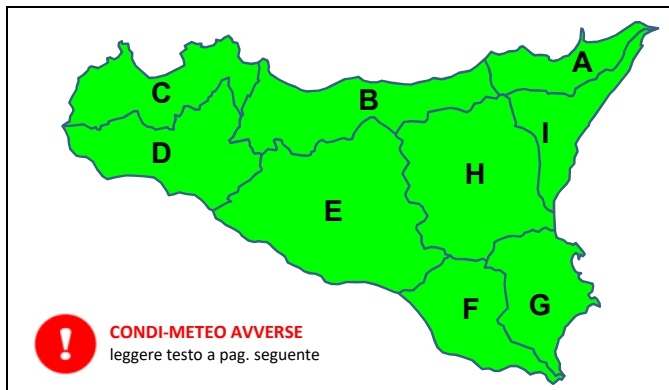 A
C
B
I
D
H
E
F
G
!
CONDI-METEO AVVERSE
leggere testo a pag. seguente